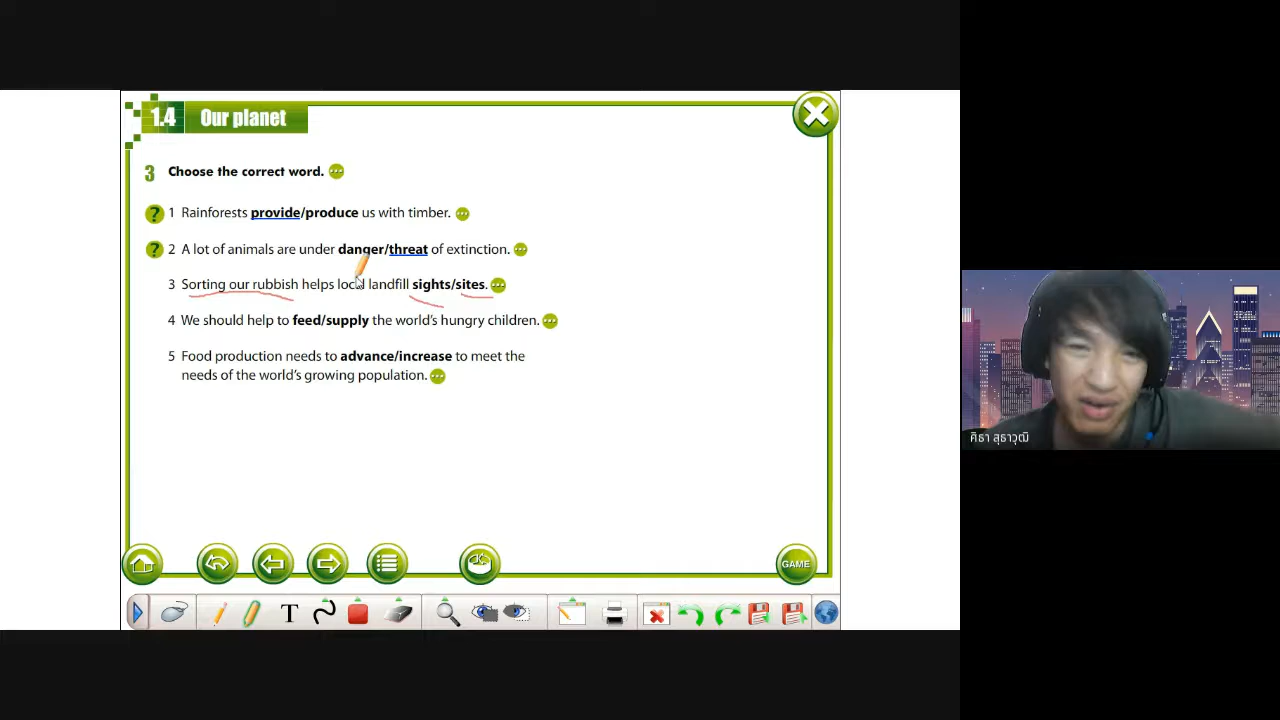 1.4 Our planet
3 Choose the correct word.
? 1 Rainforests provide/produce us with timber.
? 2 A lot of animals are under danger/threat of extinction.
3 Sorting our rubbish helps local landfill sights/sites.
4 We should help to feed/supply the world's hungry children.
5 Food production needs to advance/increase to meet the
needs of the world's growing population.
ศิธา สุธาวุฒิ
GAME
T